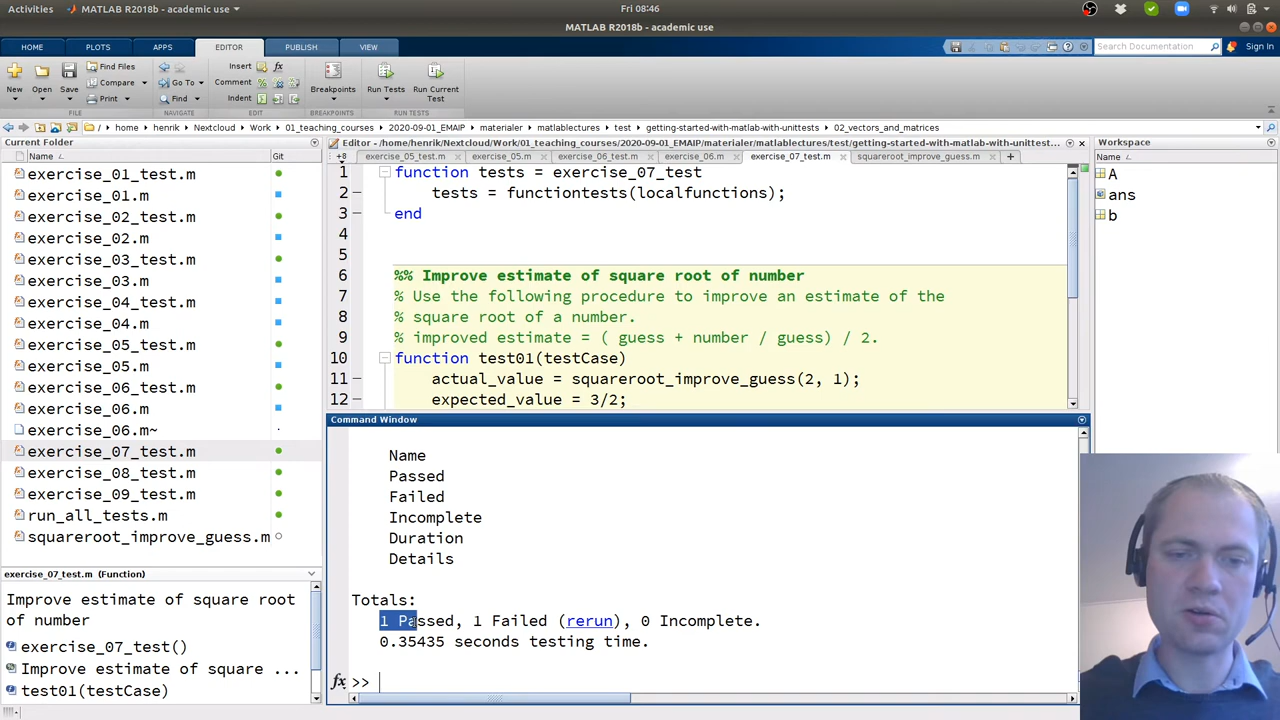 Activities MATLAB R2018b - academic use Fri 08:46
MATLAB R2018b - academic use
HOME PLOTS APPS EDITOR PUBLISH VIEW Search Documentation Sign In
New Open Save Find Files Compare Print Go To Find Insert Comment Indent Breakpoints Run Tests Run Current Test
FILE NAVIGATE EDIT BREAKPOINTS RUN TESTS
/ home henrik Nextcloud Work 01_teaching_courses 2020-09-01_EMAIP materialer matlablectures test getting-started-with-matlab-with-unittests 02_vectors_and_matrices
Current Folder
Name Git
exercise_01_test.m
exercise_01.m
exercise_02_test.m
exercise_02.m
exercise_03_test.m
exercise_03.m
exercise_04_test.m
exercise_04.m
exercise_05_test.m
exercise_05.m
exercise_06_test.m
exercise_06.m
exercise_06.m~
exercise_07_test.m
exercise_08_test.m
exercise_09_test.m
run_all_tests.m
squareroot_improve_guess.m
exercise_07_test.m (Function)
Improve estimate of square root
of number
exercise_07_test()
Improve estimate of square ...
test01(testCase)
Editor - /home/henrik/Nextcloud/Work/01_teaching_courses/2020-09-01_EMAIP/materialer/matlablectures/test/getting-started-with-matlab-with-unittest...
+8 exercise_05_test.m exercise_05.m exercise_06_test.m exercise_06.m exercise_07_test.m squareroot_improve_guess.m
1 function tests = exercise_07_test
2 tests = functiontests(localfunctions);
3 end
4
5
6 %% Improve estimate of square root of number
7 % Use the following procedure to improve an estimate of the
8 % square root of a number.
9 % improved estimate = ( guess + number / guess) / 2.
10 function test01(testCase)
11 actual_value = squareroot_improve_guess(2, 1);
12 expected_value = 3/2;
Command Window
Name
Passed
Failed
Incomplete
Duration
Details
Totals:
1 Passed, 1 Failed (rerun), 0 Incomplete.
0.35435 seconds testing time.
fx >>
Workspace
Name
A
ans
b